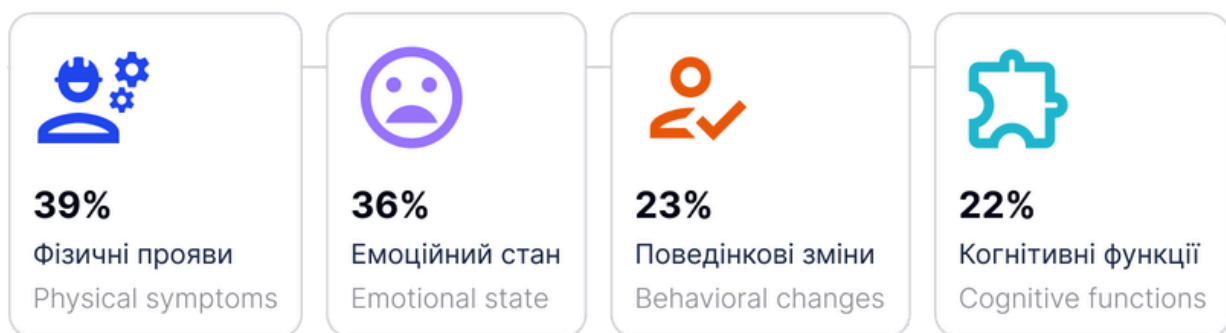 39%
Фізичні прояви
Physical symptoms
36%
Емоційний стан
Emotional state
23%
Поведінкові зміни
Behavioral changes
22%
Когнітивні функції
Cognitive functions